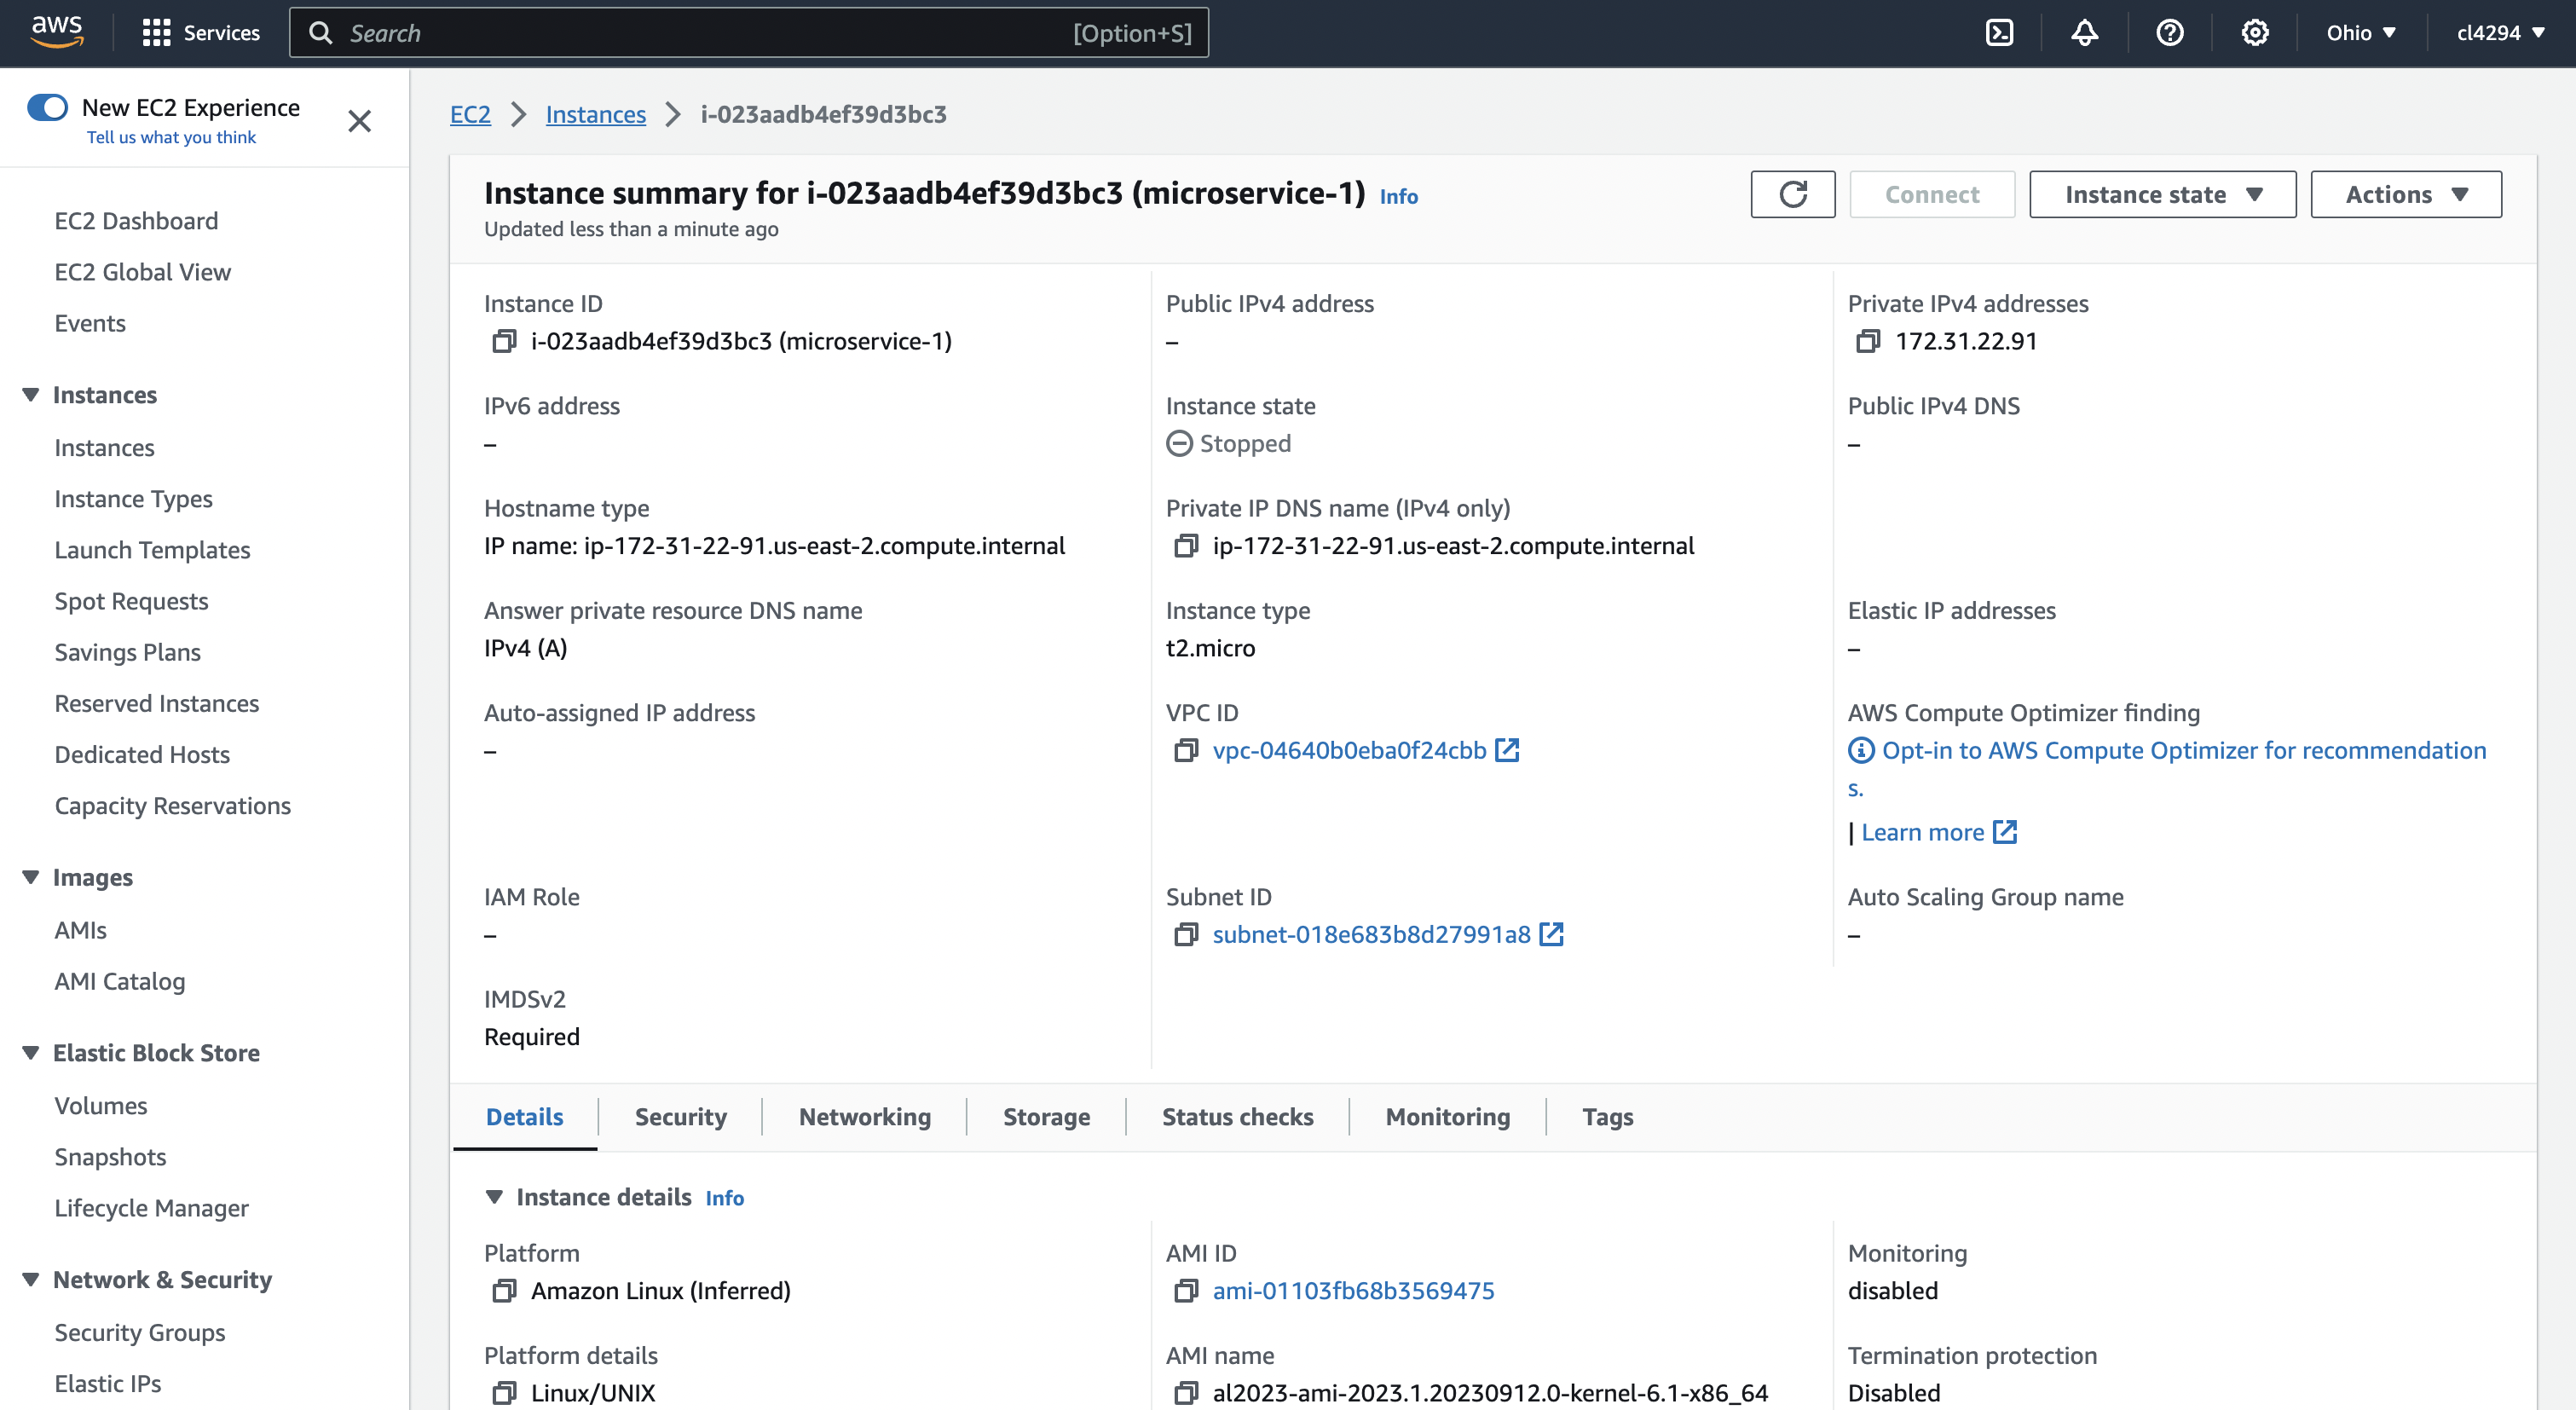 aws
Services
Search
[Option+S]
Ohio
cl4294
New EC2 Experience
Tell us what you think
EC2 Dashboard
EC2 Global View
Events
Instances
Instances
Instance Types
Launch Templates
Spot Requests
Savings Plans
Reserved Instances
Dedicated Hosts
Capacity Reservations
Images
AMIs
AMI Catalog
Elastic Block Store
Volumes
Snapshots
Lifecycle Manager
Network & Security
Security Groups
Elastic IPs
EC2 > Instances > i-023aadb4ef39d3bc3
Instance summary for i-023aadb4ef39d3bc3 (microservice-1) Info
Updated less than a minute ago
Connect
Instance state
Actions
Instance ID
i-023aadb4ef39d3bc3 (microservice-1)
Public IPv4 address
–
Private IPv4 addresses
172.31.22.91
IPv6 address
–
Instance state
Stopped
Public IPv4 DNS
–
Hostname type
IP name: ip-172-31-22-91.us-east-2.compute.internal
Private IP DNS name (IPv4 only)
ip-172-31-22-91.us-east-2.compute.internal
Answer private resource DNS name
IPv4 (A)
Instance type
t2.micro
Elastic IP addresses
–
Auto-assigned IP address
–
VPC ID
vpc-04640b0eba0f24cbb
AWS Compute Optimizer finding
Opt-in to AWS Compute Optimizer for recommendation
s.
| Learn more
IAM Role
–
Subnet ID
subnet-018e683b8d27991a8
Auto Scaling Group name
–
IMDSv2
Required
Details
Security
Networking
Storage
Status checks
Monitoring
Tags
Instance details Info
Platform
Amazon Linux (Inferred)
AMI ID
ami-01103fb68b3569475
Monitoring
disabled
Platform details
Linux/UNIX
AMI name
al2023-ami-2023.1.20230912.0-kernel-6.1-x86_64
Termination protection
Disabled